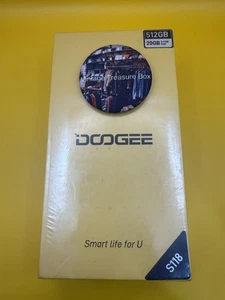 512GB
20GB
Treasure Box
DOOGEE
Smart life for U
S118